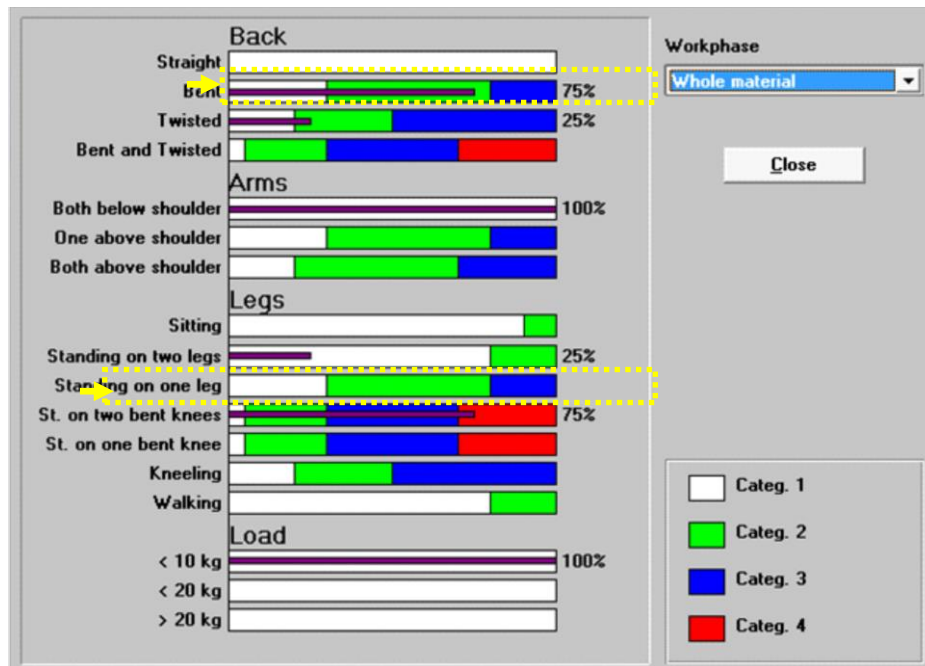 Back
Straight
Bent 75%
Twisted 25%
Bent and Twisted
Arms
Both below shoulder 100%
One above shoulder
Both above shoulder
Legs
Sitting
Standing on two legs 25%
Standing on one leg
St. on two bent knees 75%
St. on one bent knee
Kneeling
Walking
Load
< 10 kg 100%
< 20 kg
> 20 kg
Workphase
Whole material
Close
Categ. 1
Categ. 2
Categ. 3
Categ. 4